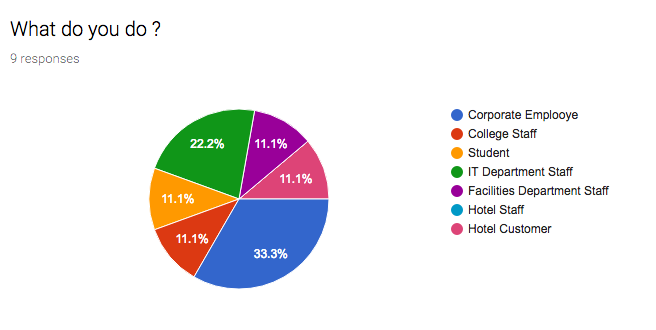 What do you do ?
9 responses
22.2%
11.1%
11.1%
11.1%
11.1%
33.3%
Corporate Emplooye
College Staff
Student
IT Department Staff
Facilities Department Staff
Hotel Staff
Hotel Customer